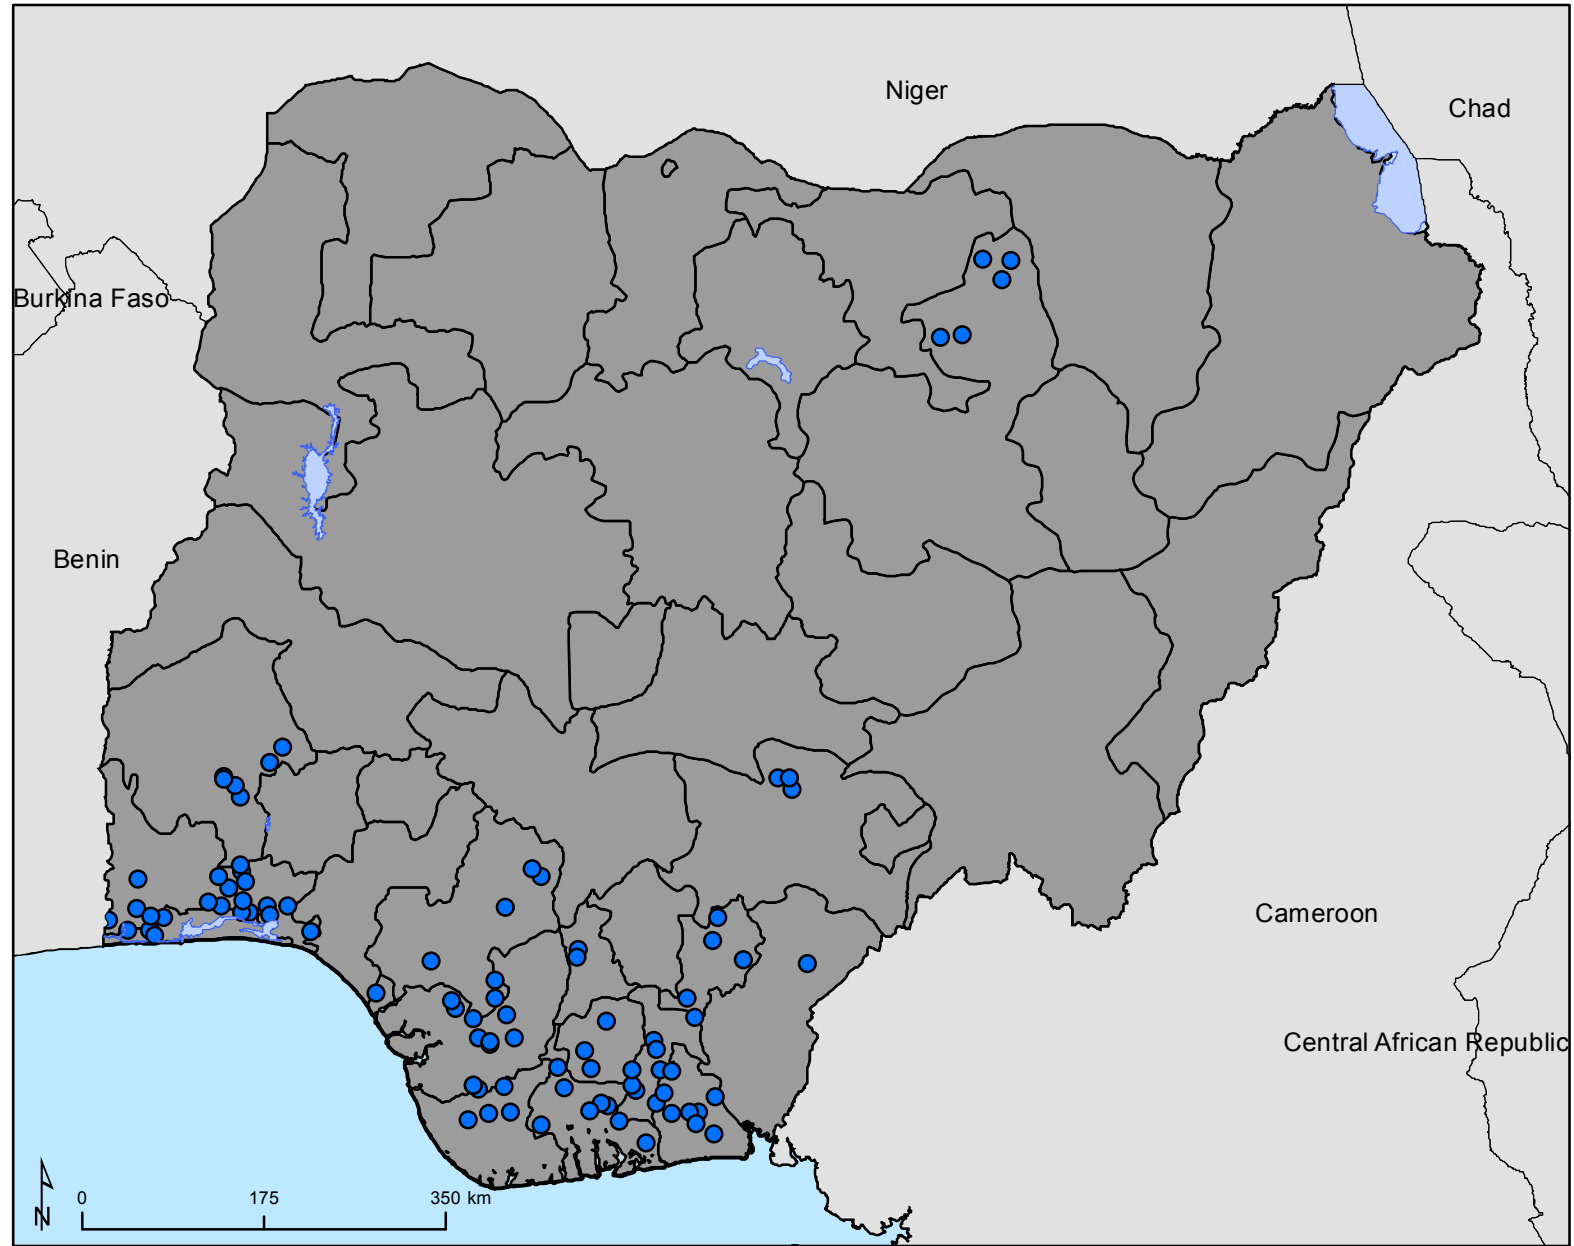 Niger
Chad
Burkina Faso
Benin
Cameroon
Central African Republic
N
0 175 350 km